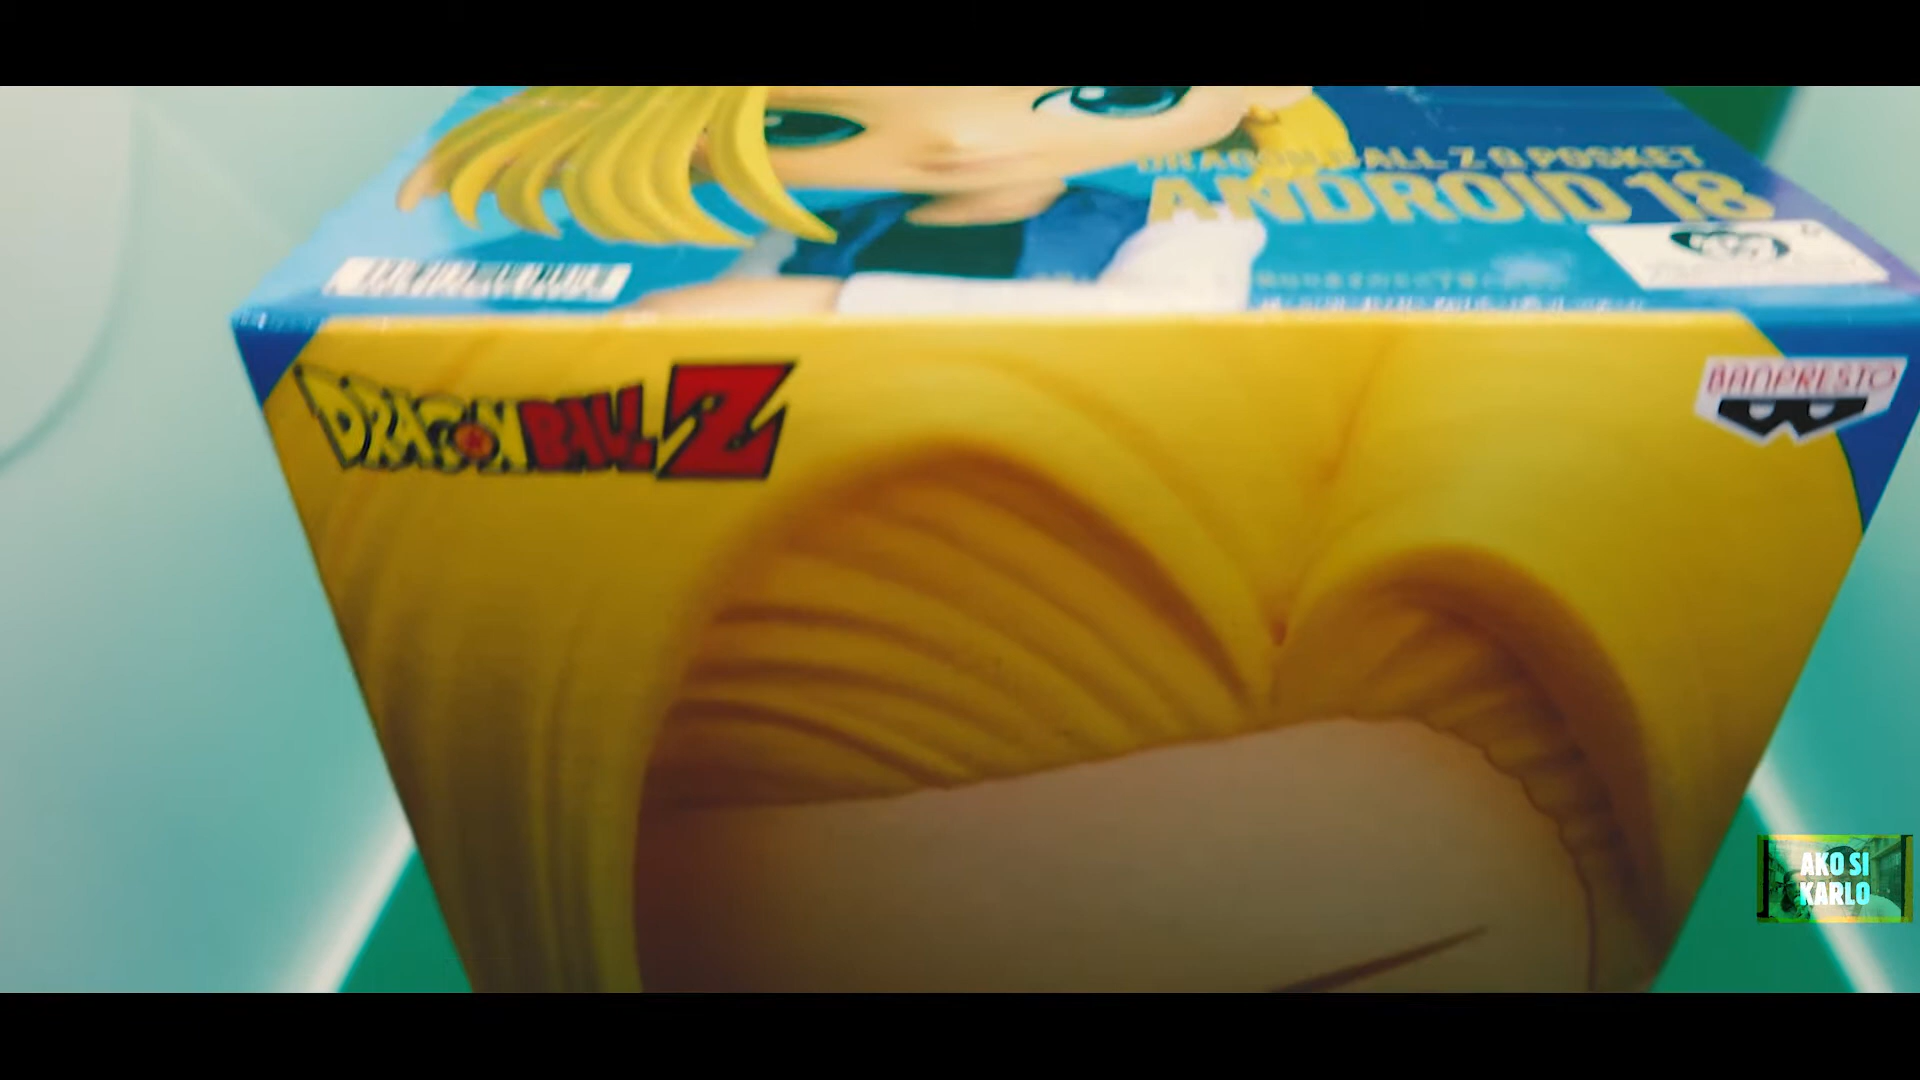 DRAGON BALL Z Q POSKET
ANDROID 18
DRAGON BALL Z
BANPRESTO
AKO SI
KARLO